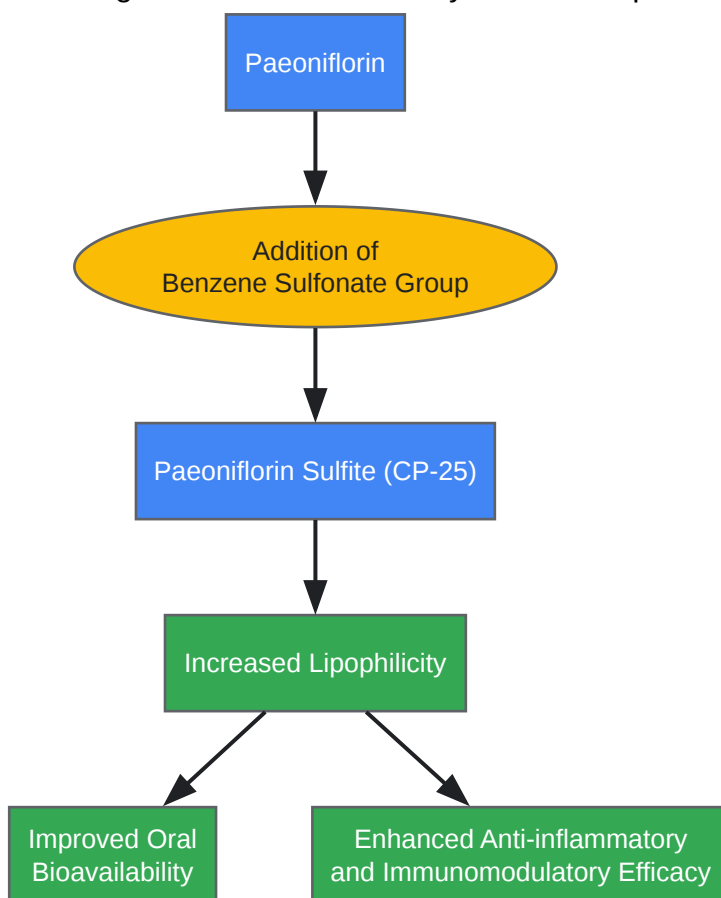 Paeoniflorin
Addition of
Benzene Sulfonate Group
Paeoniflorin Sulfite (CP-25)
Increased Lipophilicity
Improved Oral
Bioavailability
Enhanced Anti-inflammatory
and Immunomodulatory Efficacy